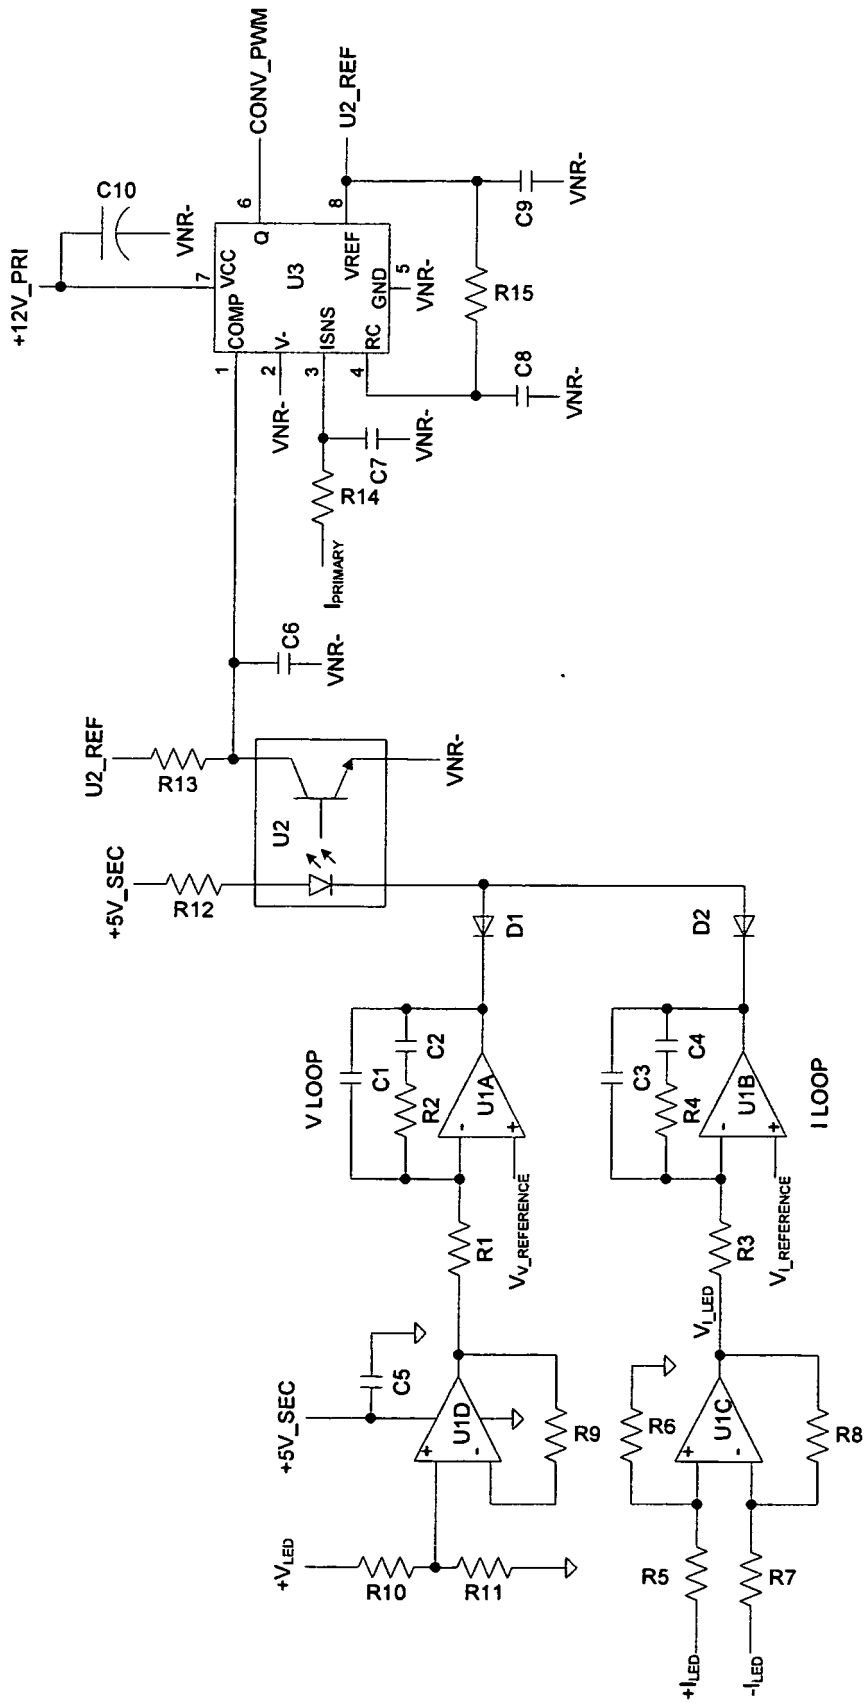 +12V_PRI
C10
VNR-
CONV_PWM
U2_REF
7
VCC
6
Q
8
VREF
U3
COMP
1
V-
2
VNR-
ISNS
3
RC
4
GND
5
VNR-
R15
C9
VNR-
C8
VNR-
C7
VNR-
R14
IPRIMARY
C6
VNR-
U2_REF
R13
U2
VNR-
+5V_SEC
R12
D1
D2
V LOOP
C1
C2
R2
U1A
-
+
R1
VV_REFERENCE
C3
C4
R4
U1B
-
+
I LOOP
R3
VI_REFERENCE
VI_LED
+5V_SEC
C5
U1D
+
-
R9
+VLED
R10
R11
R6
U1C
+
-
R8
R5
R7
+ILED
-ILED